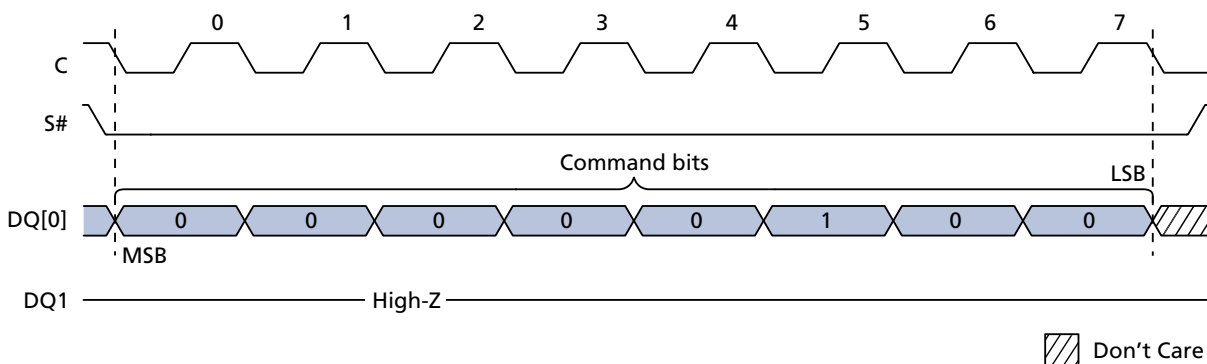 0 1 2 3 4 5 6 7
C
S#
Command bits
LSB
DQ[0] 0 0 0 0 0 1 0 0
MSB
DQ1 High-Z
Don't Care